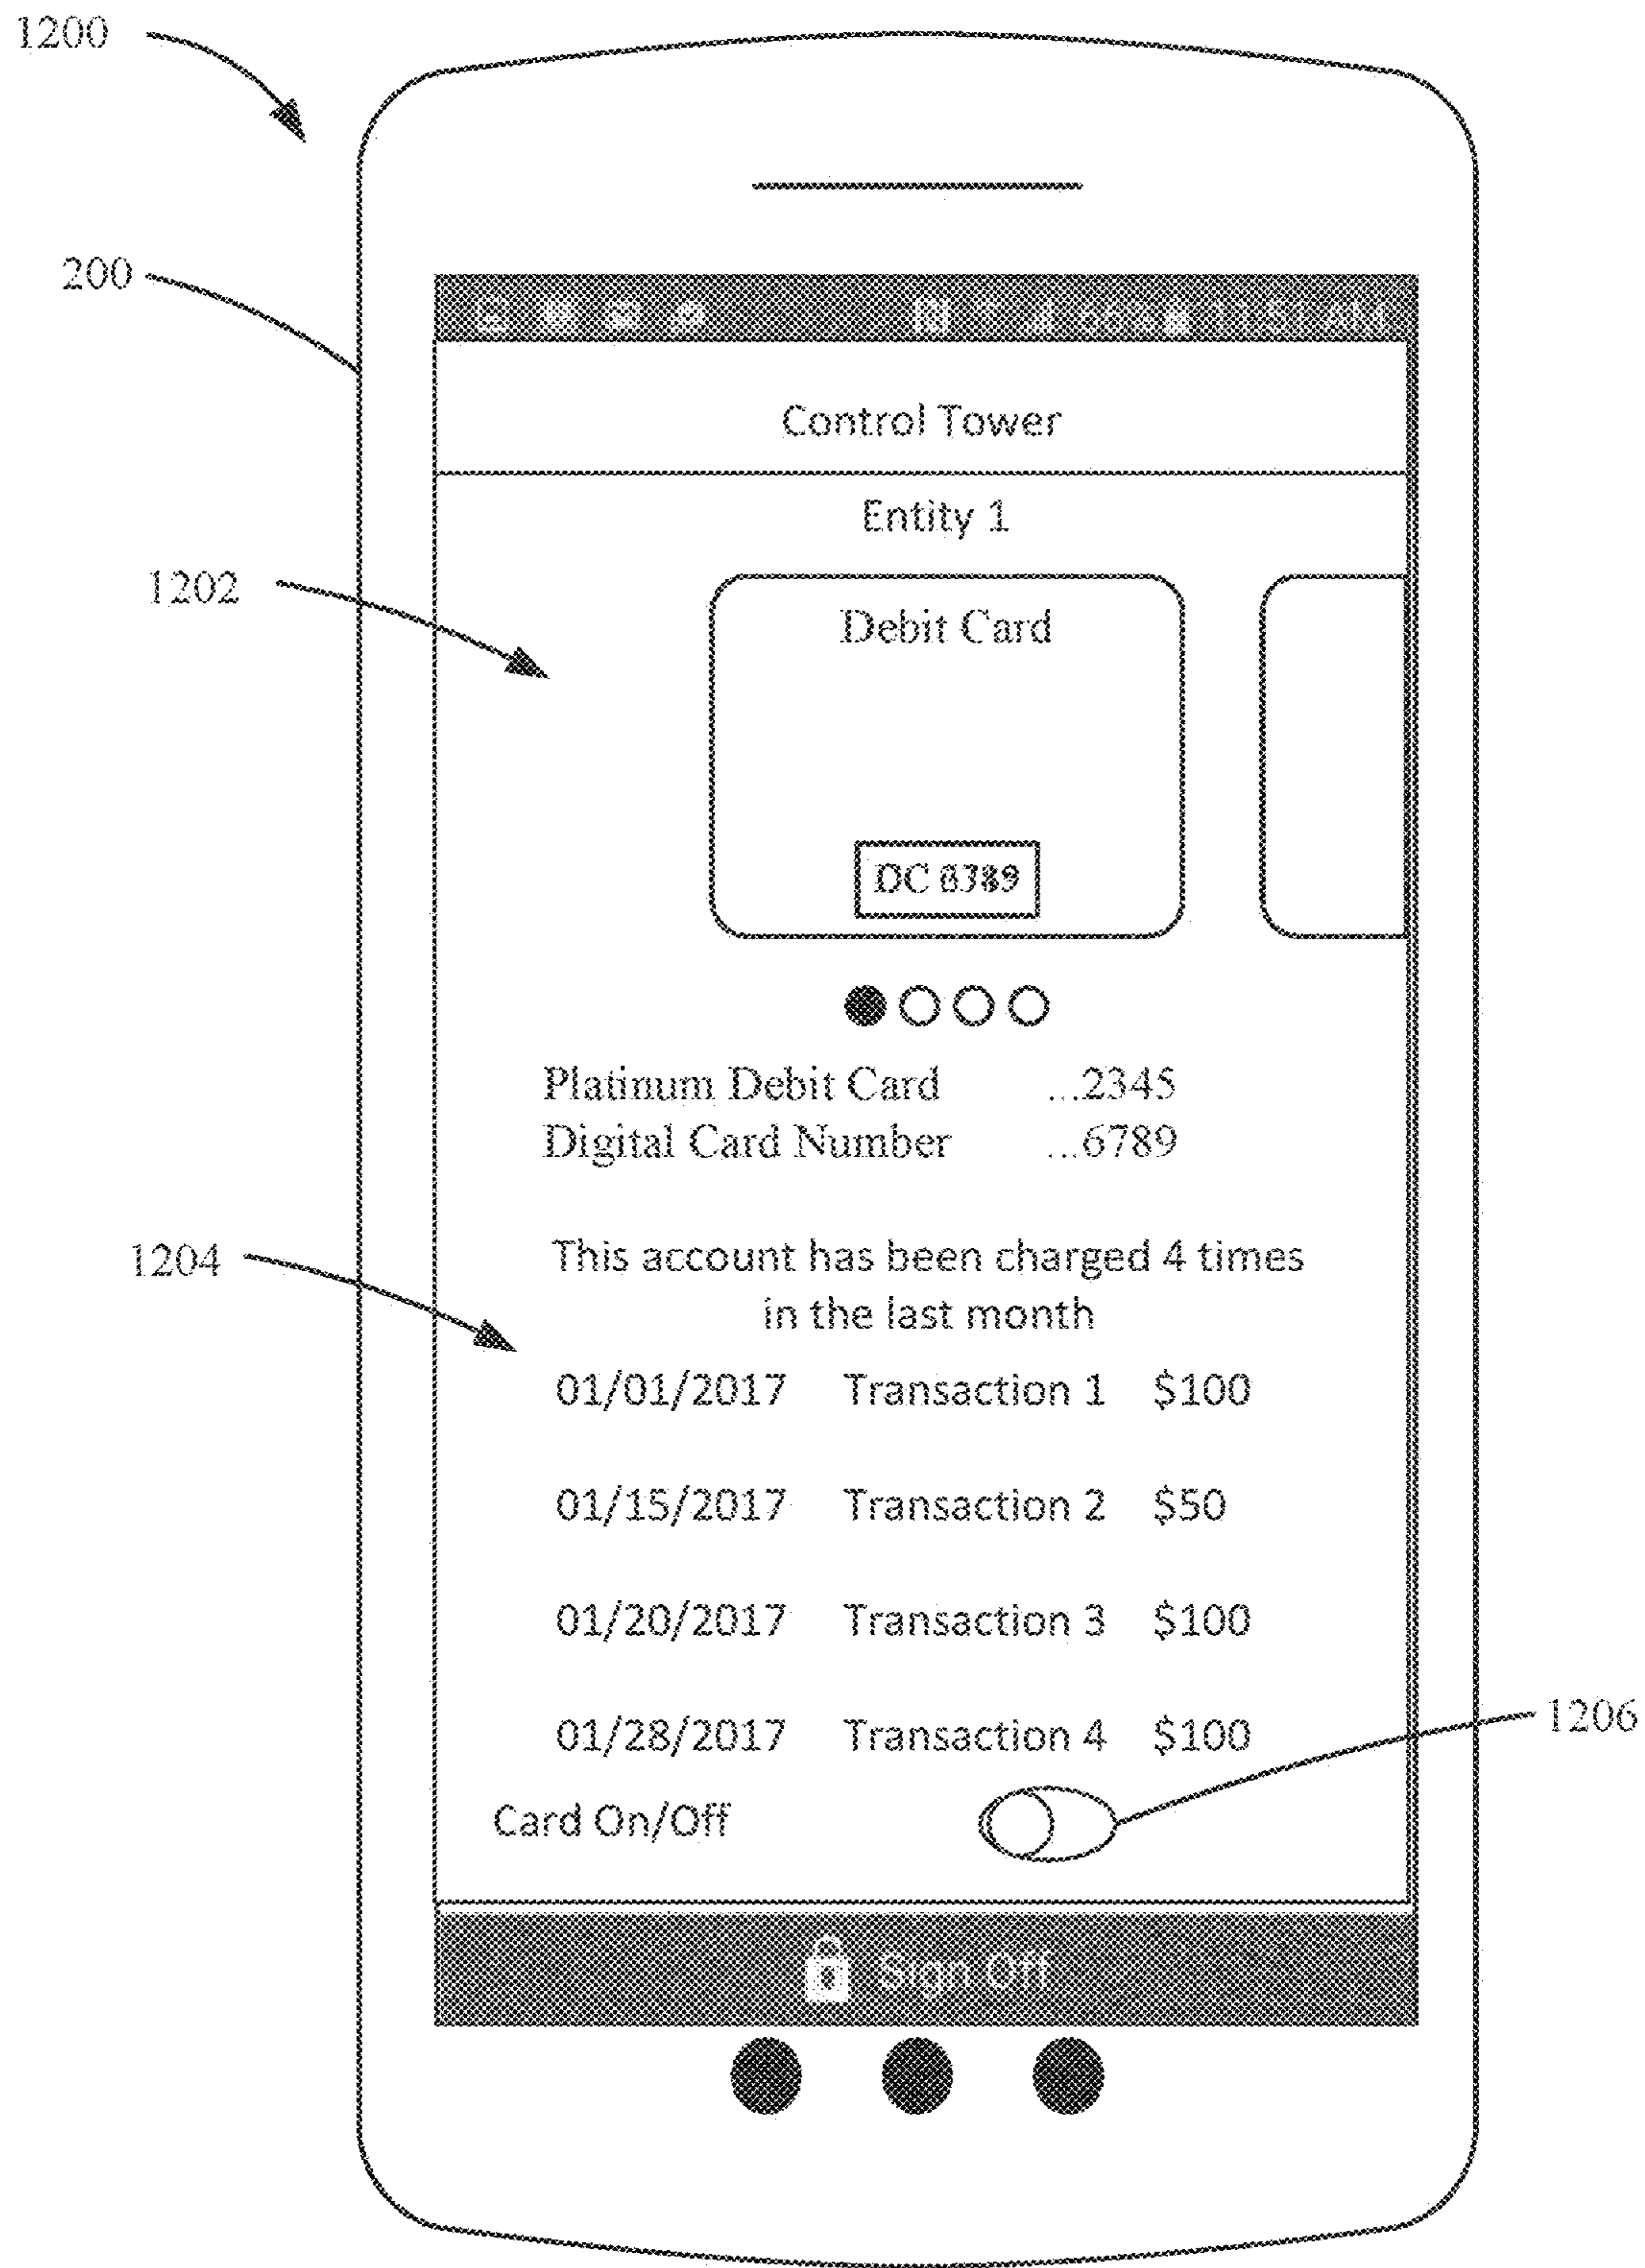 1200
200
11:51 AM
Control Tower
Entity 1
1202
Debit Card
DC
Platinum Debit Card ...2345
Digital Card Number ...6789
1204
This account has been charged 4 times
in the last month
01/01/2017 Transaction 1 $100
01/15/2017 Transaction 2 $50
01/20/2017 Transaction 3 $100
01/28/2017 Transaction 4 $100
1206
Card On/Off
Sign Off